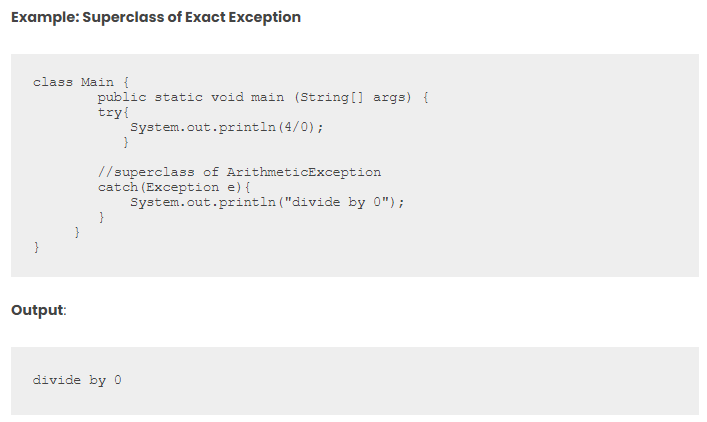 Example: Superclass of Exact Exception
class Main {
        public static void main (String[] args) {
        try{
            System.out.println(4/0);
           }
        //superclass of ArithmeticException
        catch(Exception e){
            System.out.println("divide by 0");
        }
     }
}
Output:
divide by 0